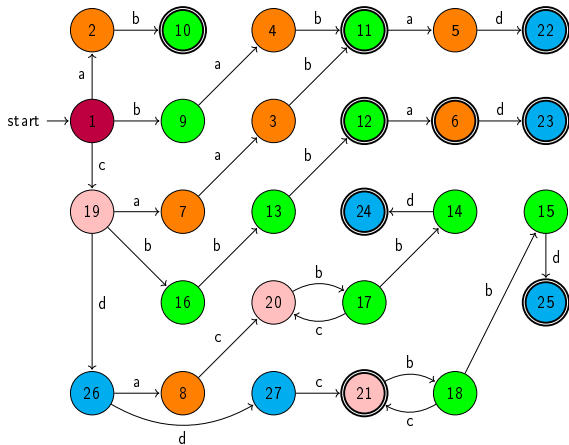 b b a d
2 10 4 11 5 22
a a b
b a d
start 1 9 3 12 6 23
c a b
a d
19 7 13 24 14 15
b b b d
b
d 16 20 17 b 25
c c
a c b
26 8 27 21 18
d c